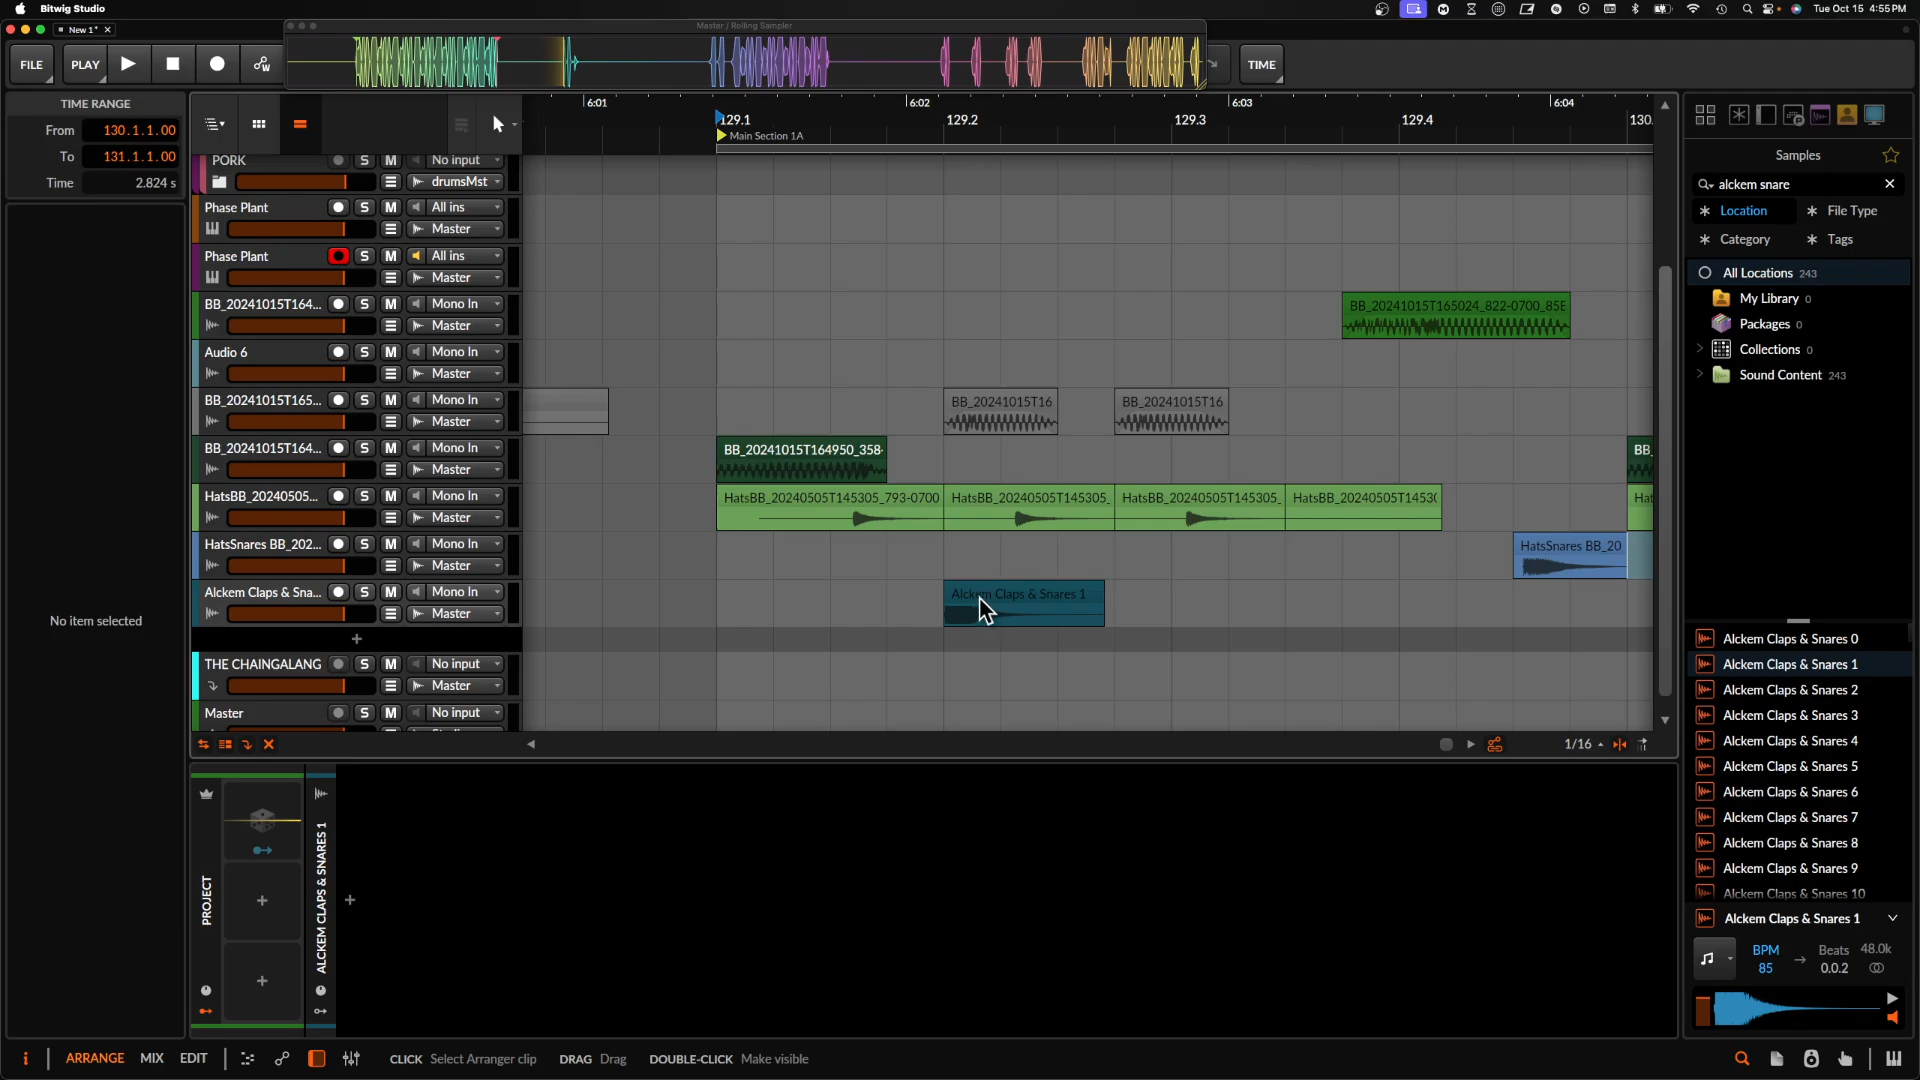 Bitwig Studio
Tue Oct 15 4:55 PM
New 1*
Master / Rolling Sampler
FILE
PLAY
TIME
TIME RANGE
From 130.1.1.00
To 131.1.1.00
Time 2.824 s
No item selected
6:01 6:02 6:03 6:04
129.1 129.2 129.3 129.4 130.
Main Section 1A
PORK S M No input
drumsMst
Phase Plant S M All ins
Master
Phase Plant S M All ins
Master
BB_20241015T164... S M Mono In
Master
BB_20241015T165024_822-0700_85E
Audio 6 S M Mono In
Master
BB_20241015T165... S M Mono In
Master
BB_20241015T16
BB_20241015T16
BB_20241015T164... S M Mono In
Master
BB_20241015T164950_358-
BB_
HatsBB_20240505... S M Mono In
Master
HatsBB_20240505T145305_793-0700
HatsBB_20240505T145305_
HatsBB_20240505T145305_
HatsBB_20240505T1453(
Hat
HatsSnares BB_202... S M Mono In
Master
HatsSnares BB_20
Alckem Claps & Sna... S M Mono In
Master
Alckem Claps & Snares 1
+
THE CHAINGALANG S M No input
Master
Master S M No input
1/16
PROJECT
ALCKEM CLAPS & SNARES 1
+
+
+
Samples
alckem snare
Location
File Type
Category
Tags
All Locations 243
My Library 0
Packages 0
Collections 0
Sound Content 243
Alckem Claps & Snares 0
Alckem Claps & Snares 1
Alckem Claps & Snares 2
Alckem Claps & Snares 3
Alckem Claps & Snares 4
Alckem Claps & Snares 5
Alckem Claps & Snares 6
Alckem Claps & Snares 7
Alckem Claps & Snares 8
Alckem Claps & Snares 9
Alckem Claps & Snares 10
Alckem Claps & Snares 1
BPM Beats 48.0k
85 0.0.2
i ARRANGE MIX EDIT
CLICK Select Arranger clip DRAG Drag DOUBLE-CLICK Make visible